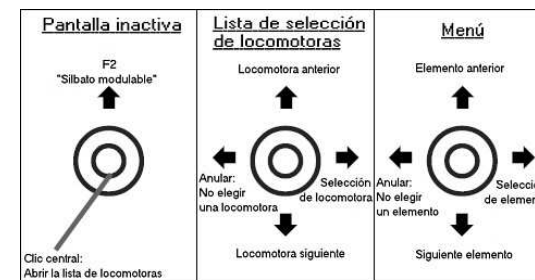 Pantalla inactiva
F2
"Silbato modulable"
Clic central:
Abrir la lista de locomotoras
Lista de selección
de locomotoras
Locomotora anterior
Anular:
No elegir
una locomotora
Selección
de locomotora
Locomotora siguiente
Menú
Elemento anterior
Anular:
No elegir
un elemento
Siguiente elemento